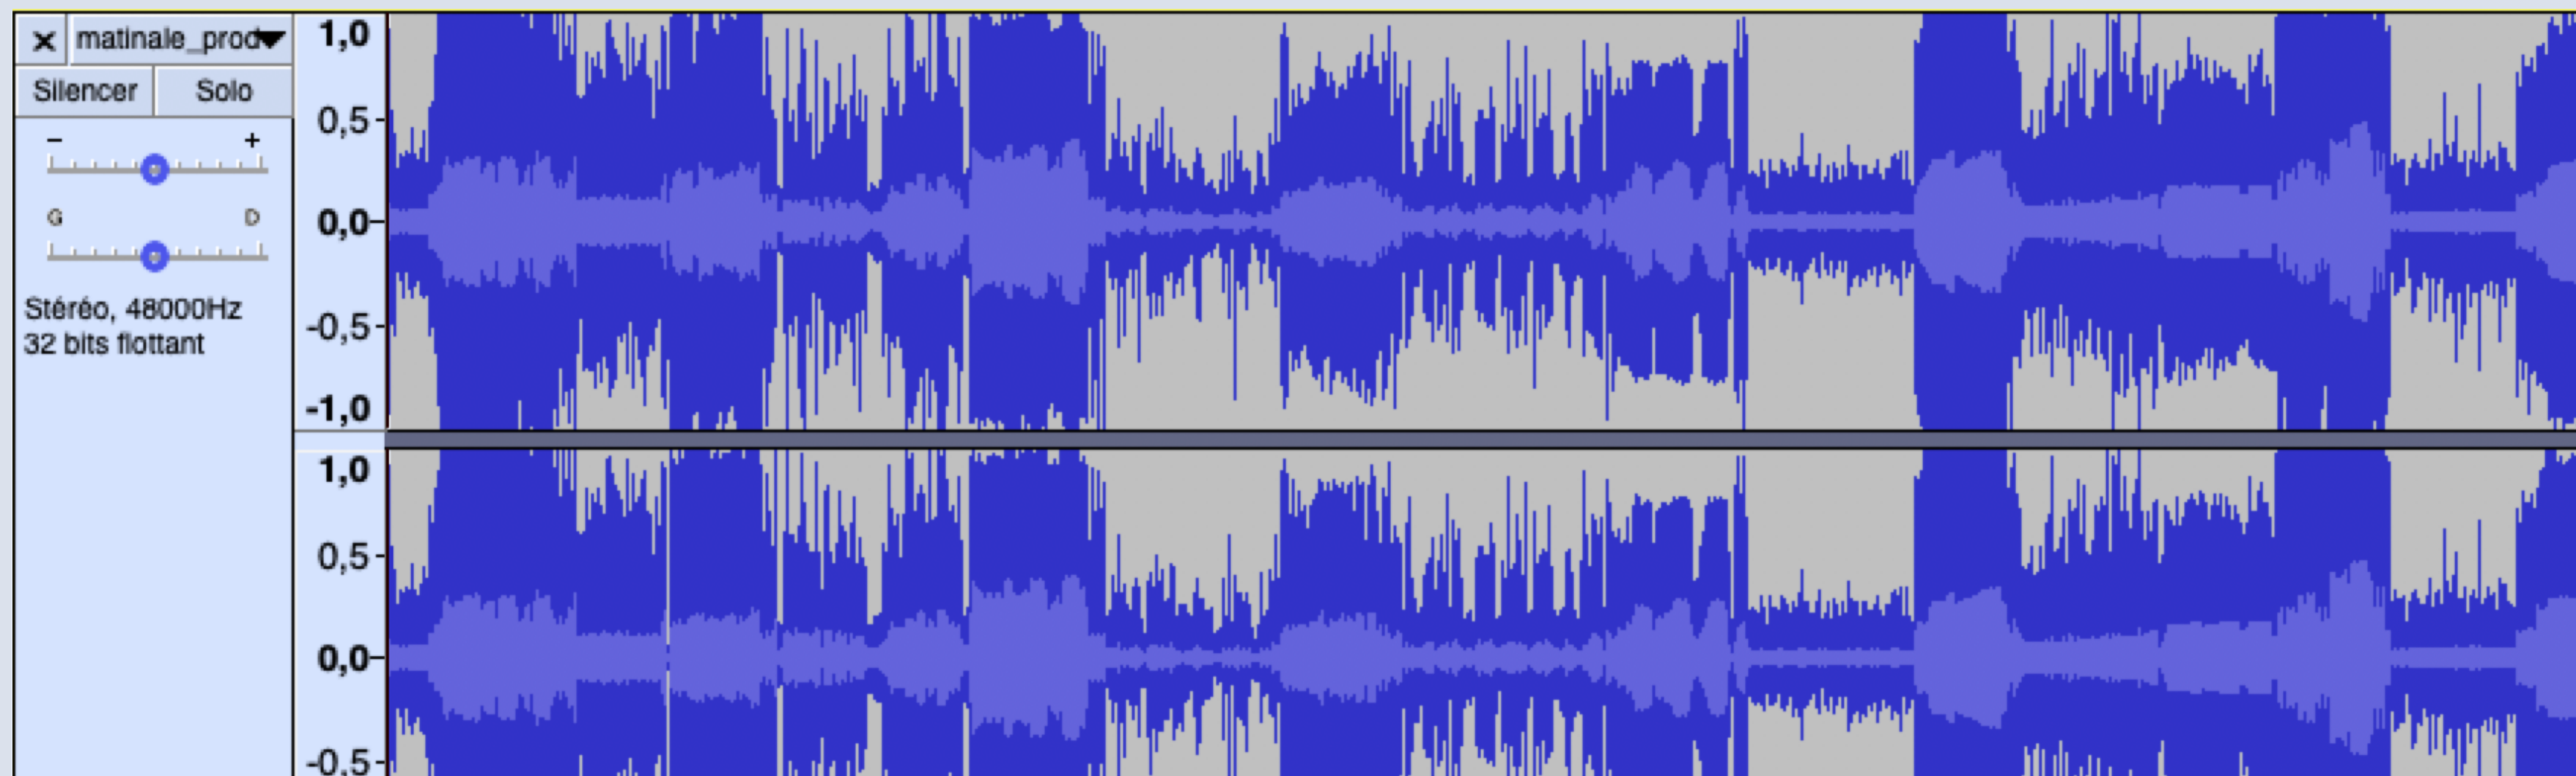 × matinale_prod
Silencer Solo
- +
G D
Stéréo, 48000Hz
32 bits flottant
1,0
0,5
0,0
-0,5
-1,0
1,0
0,5
0,0
-0,5